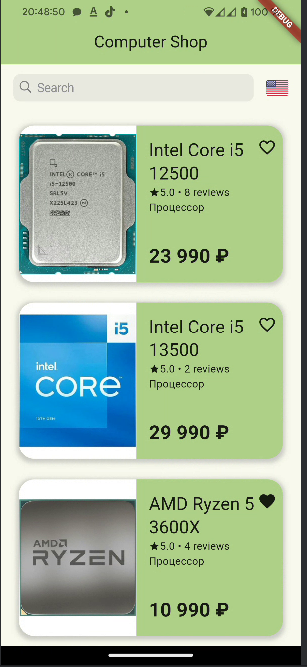 20:48:50
100
DEBUG
Computer Shop
Search
Intel Core i5
12500
INTEL® CORE™ i5
i5-12500
SRL5V
5.0 • 8 reviews
Процессор
23 990 ₽
Intel Core i5
13500
i5
intel.
CORE
5.0 • 2 reviews
Процессор
29 990 ₽
AMD Ryzen 5
3600X
AMD
RYZEN
5.0 • 4 reviews
Процессор
10 990 ₽